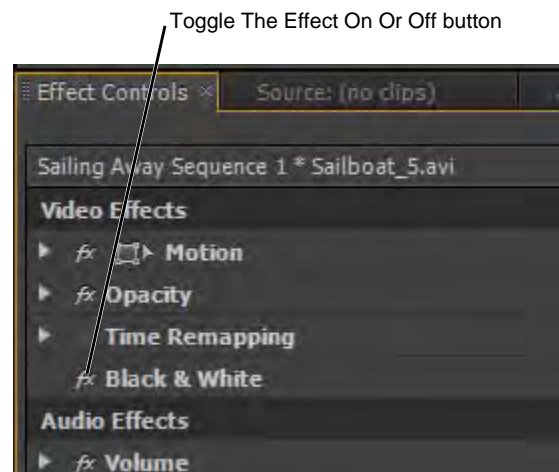 Toggle The Effect On Or Off button
Effect Controls × Source: (no clips)
Sailing Away Sequence 1 * Sailboat_5.avi
Video Effects
fx Motion
fx Opacity
Time Remapping
fx Black & White
Audio Effects
fx Volume